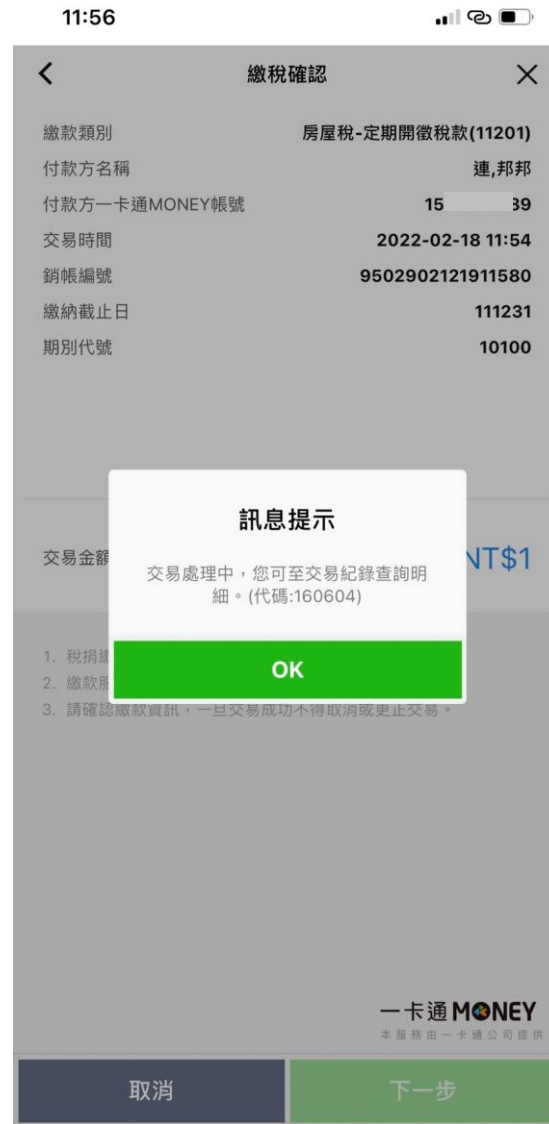 11:56
繳稅確認
繳款類別 房屋稅-定期開徵稅款(11201)
付款方名稱 連,邦邦
付款方一卡通MONEY帳號 15 39
交易時間 2022-02-18 11:54
銷帳編號 9502902121911580
繳納截止日 111231
期別代號 10100
訊息提示
交易金額 NT$1
交易處理中，您可至交易紀錄查詢明
細。(代碼:160604)
OK
1. 稅捐
2. 繳款
3. 請確認繳款資訊，一旦交易成功不得取消或更正交易。
一卡通 MONEY
本服務由一卡通公司提供
取消 下一步